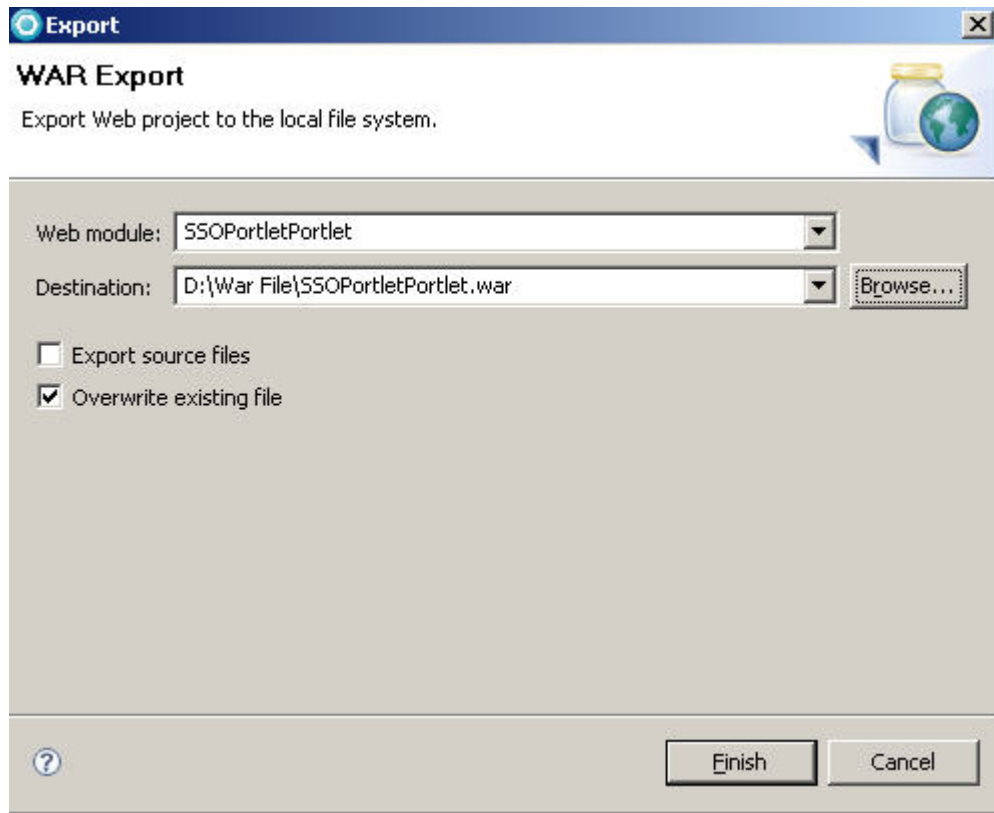 Export
WAR Export
Export Web project to the local file system.
Web module: SSOPortletPortlet
Destination: D:\War File\SSOPortletPortlet.war Browse...
Export source files
Overwrite existing file
? Finish Cancel